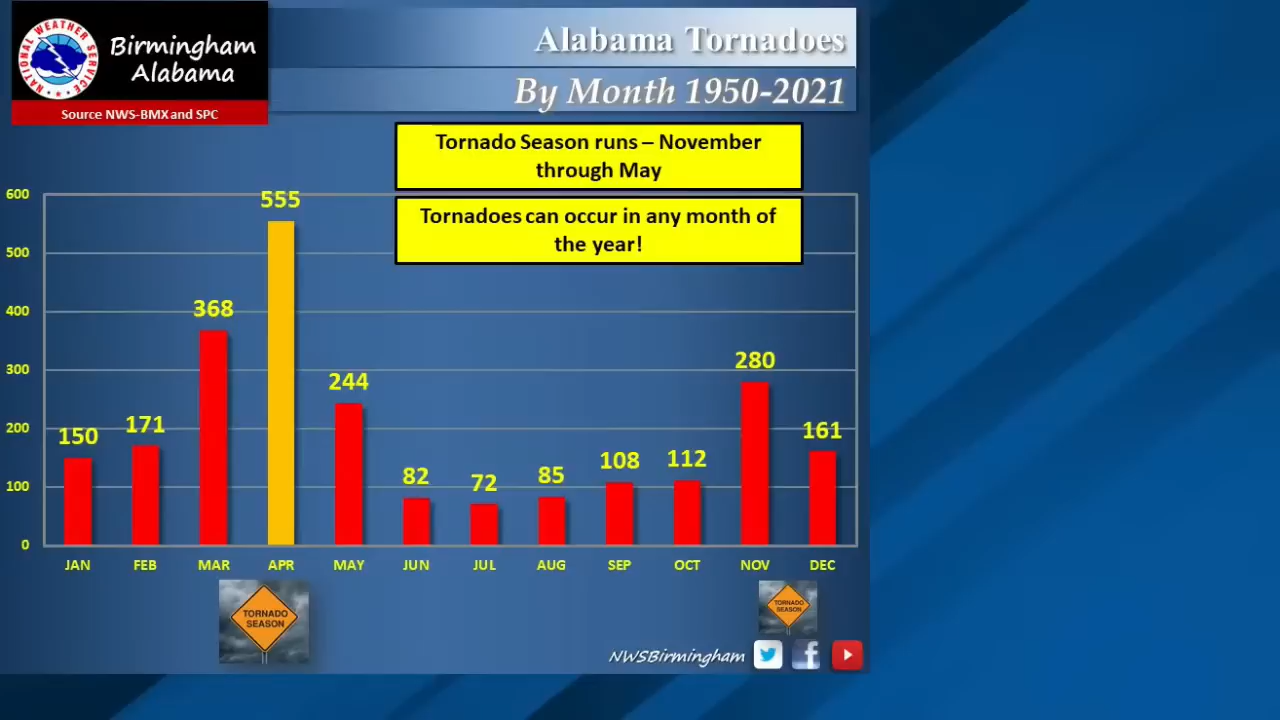 NATIONAL WEATHER SERVICE
Birmingham
Alabama
Source NWS-BMX and SPC
Alabama Tornadoes
By Month 1950-2021
Tornado Season runs – November
through May
Tornadoes can occur in any month of
the year!
600
500
400
300
200
100
0
150
171
368
555
244
82
72
85
108
112
280
161
JAN
FEB
MAR
APR
MAY
JUN
JUL
AUG
SEP
OCT
NOV
DEC
TORNADO
SEASON
TORNADO
SEASON
NWSBirmingham